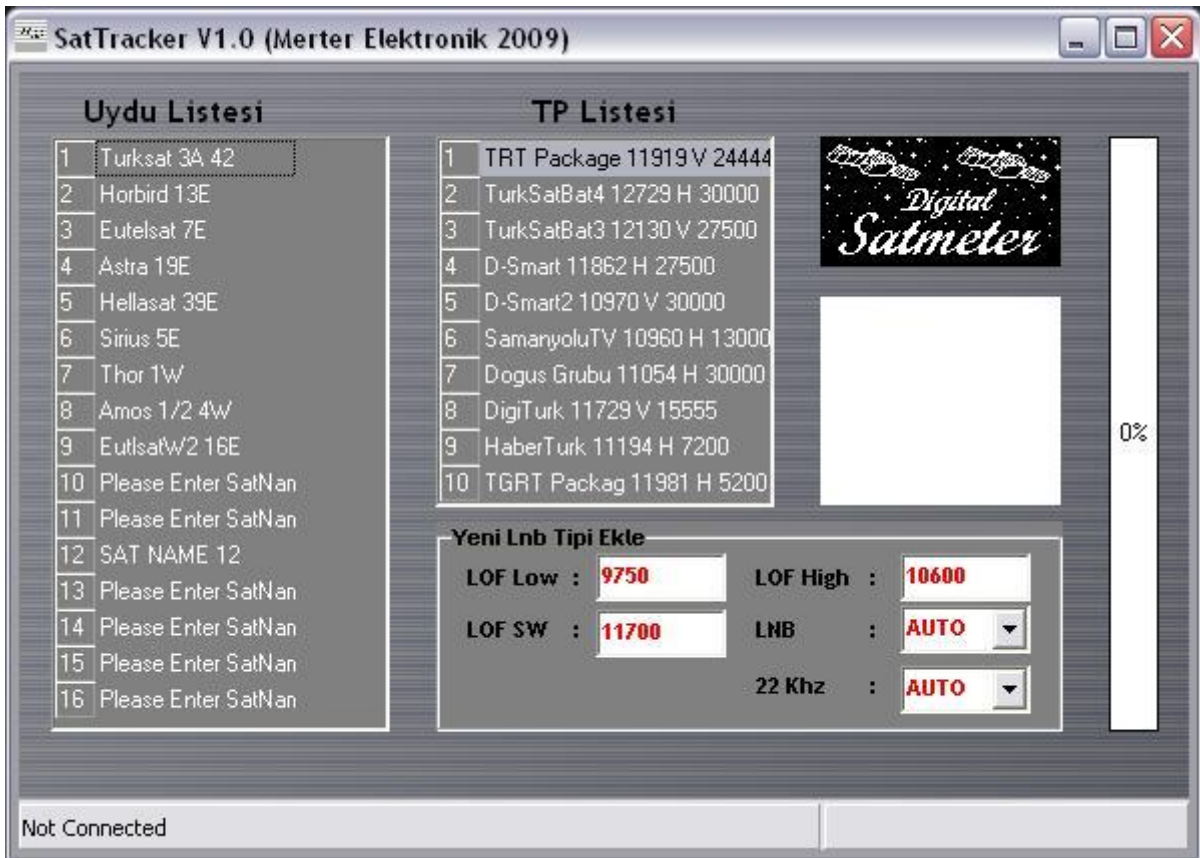 SatTracker V1.0 (Merter Elektronik 2009)
Uydu Listesi
1 Turksat 3A 42
2 Horbird 13E
3 Eutelsat 7E
4 Astra 19E
5 Hellasat 39E
6 Sirius 5E
7 Thor 1W
8 Amos 1/2 4W
9 EutlsatW2 16E
10 Please Enter SatNan
11 Please Enter SatNan
12 SAT NAME 12
13 Please Enter SatNan
14 Please Enter SatNan
15 Please Enter SatNan
16 Please Enter SatNan
TP Listesi
1 TRT Package 11919 V 24444
2 TurkSatBat4 12729 H 30000
3 TurkSatBat3 12130 V 27500
4 D-Smart 11862 H 27500
5 D-Smart2 10970 V 30000
6 SamanyoluTV 10960 H 13000
7 Dogus Grubu 11054 H 30000
8 DigiTurk 11729 V 15555
9 HaberTurk 11194 H 7200
10 TGRT Packag 11981 H 5200
Digital
Satmeter
0%
Yeni Lnb Tipi Ekle
LOF Low : 9750 LOF High : 10600
LOF SW : 11700 LNB : AUTO
22 Khz : AUTO
Not Connected